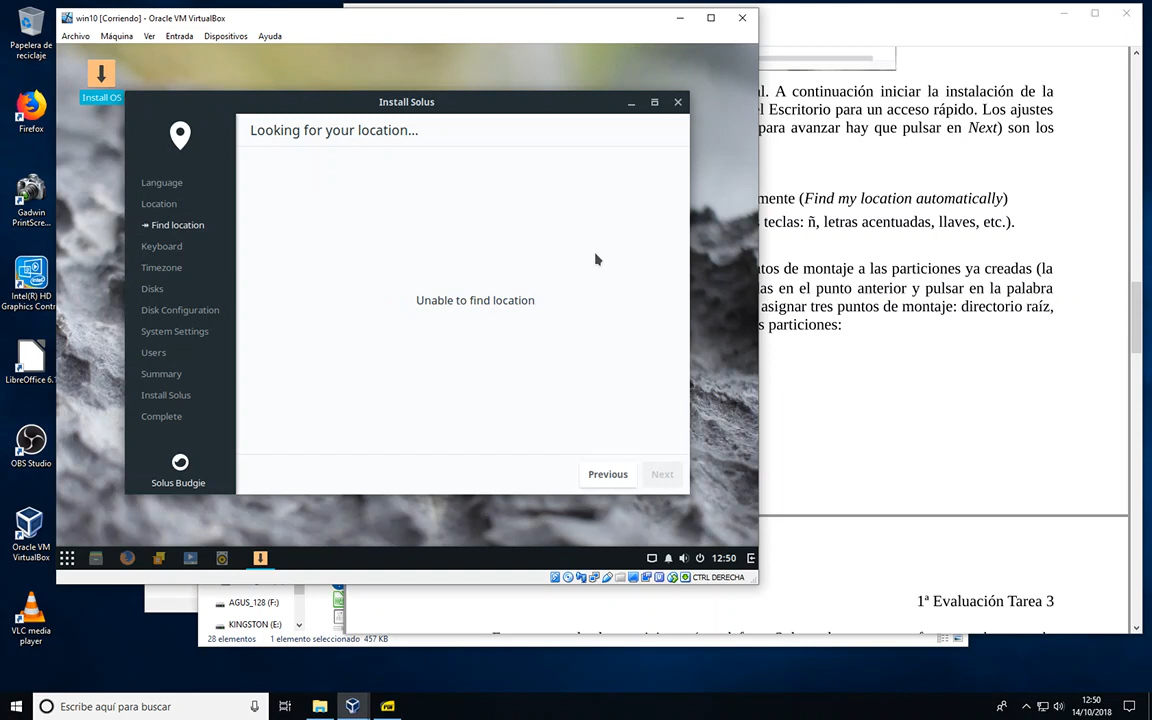 Papelera de
reciclaje
Firefox
Gadwin
PrintScre...
Intel(R) HD
Graphics Contr
LibreOffice 6.
OBS Studio
Oracle VM
VirtualBox
VLC media
player
win10 [Corriendo] - Oracle VM VirtualBox
Archivo Máquina Ver Entrada Dispositivos Ayuda
Install OS
Install Solus
Looking for your location...
Language
Location
Find location
Keyboard
Timezone
Disks
Disk Configuration
System Settings
Users
Summary
Install Solus
Complete
Solus Budgie
Unable to find location
Previous Next
12:50
CTRL DERECHA
al. A continuación iniciar la instalación de la
el Escritorio para un acceso rápido. Los ajustes
para avanzar hay que pulsar en Next) son los
mente (Find my location automatically)
s teclas: ñ, letras acentuadas, llaves, etc.).
ntos de montaje a las particiones ya creadas (la
as en el punto anterior y pulsar en la palabra
asignar tres puntos de montaje: directorio raíz,
s particiones:
1ª Evaluación Tarea 3
AGUS_128 (F:)
KINGSTON (E:)
28 elementos 1 elemento seleccionado 457 KB
Escribe aquí para buscar
12:50
14/10/2018